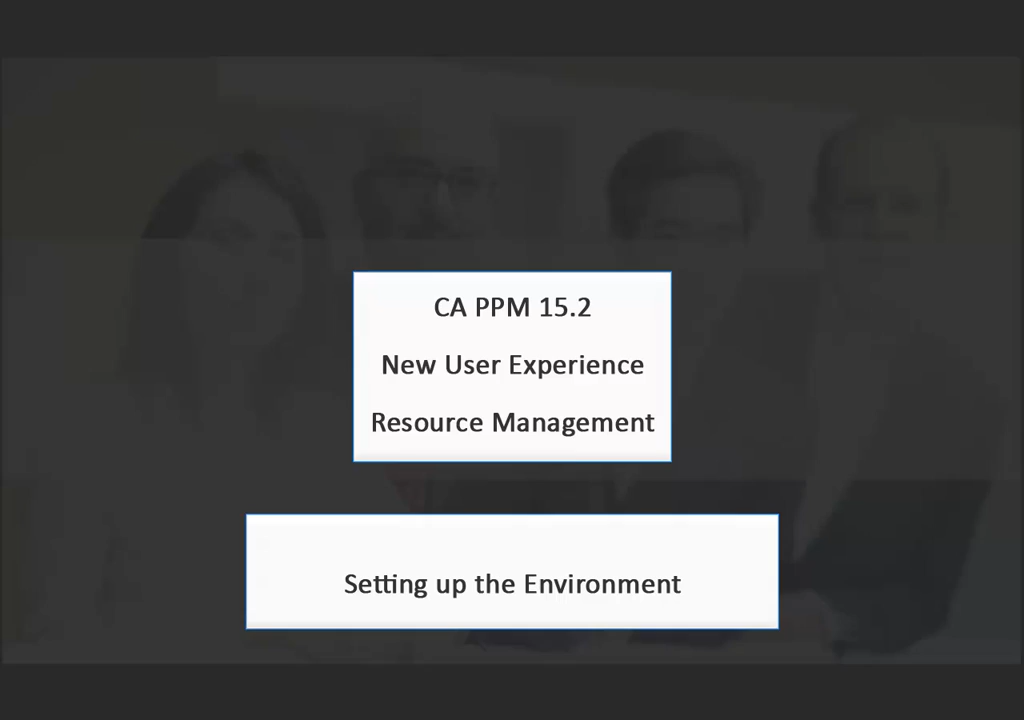 CA PPM 15.2
New User Experience
Resource Management
Setting up the Environment